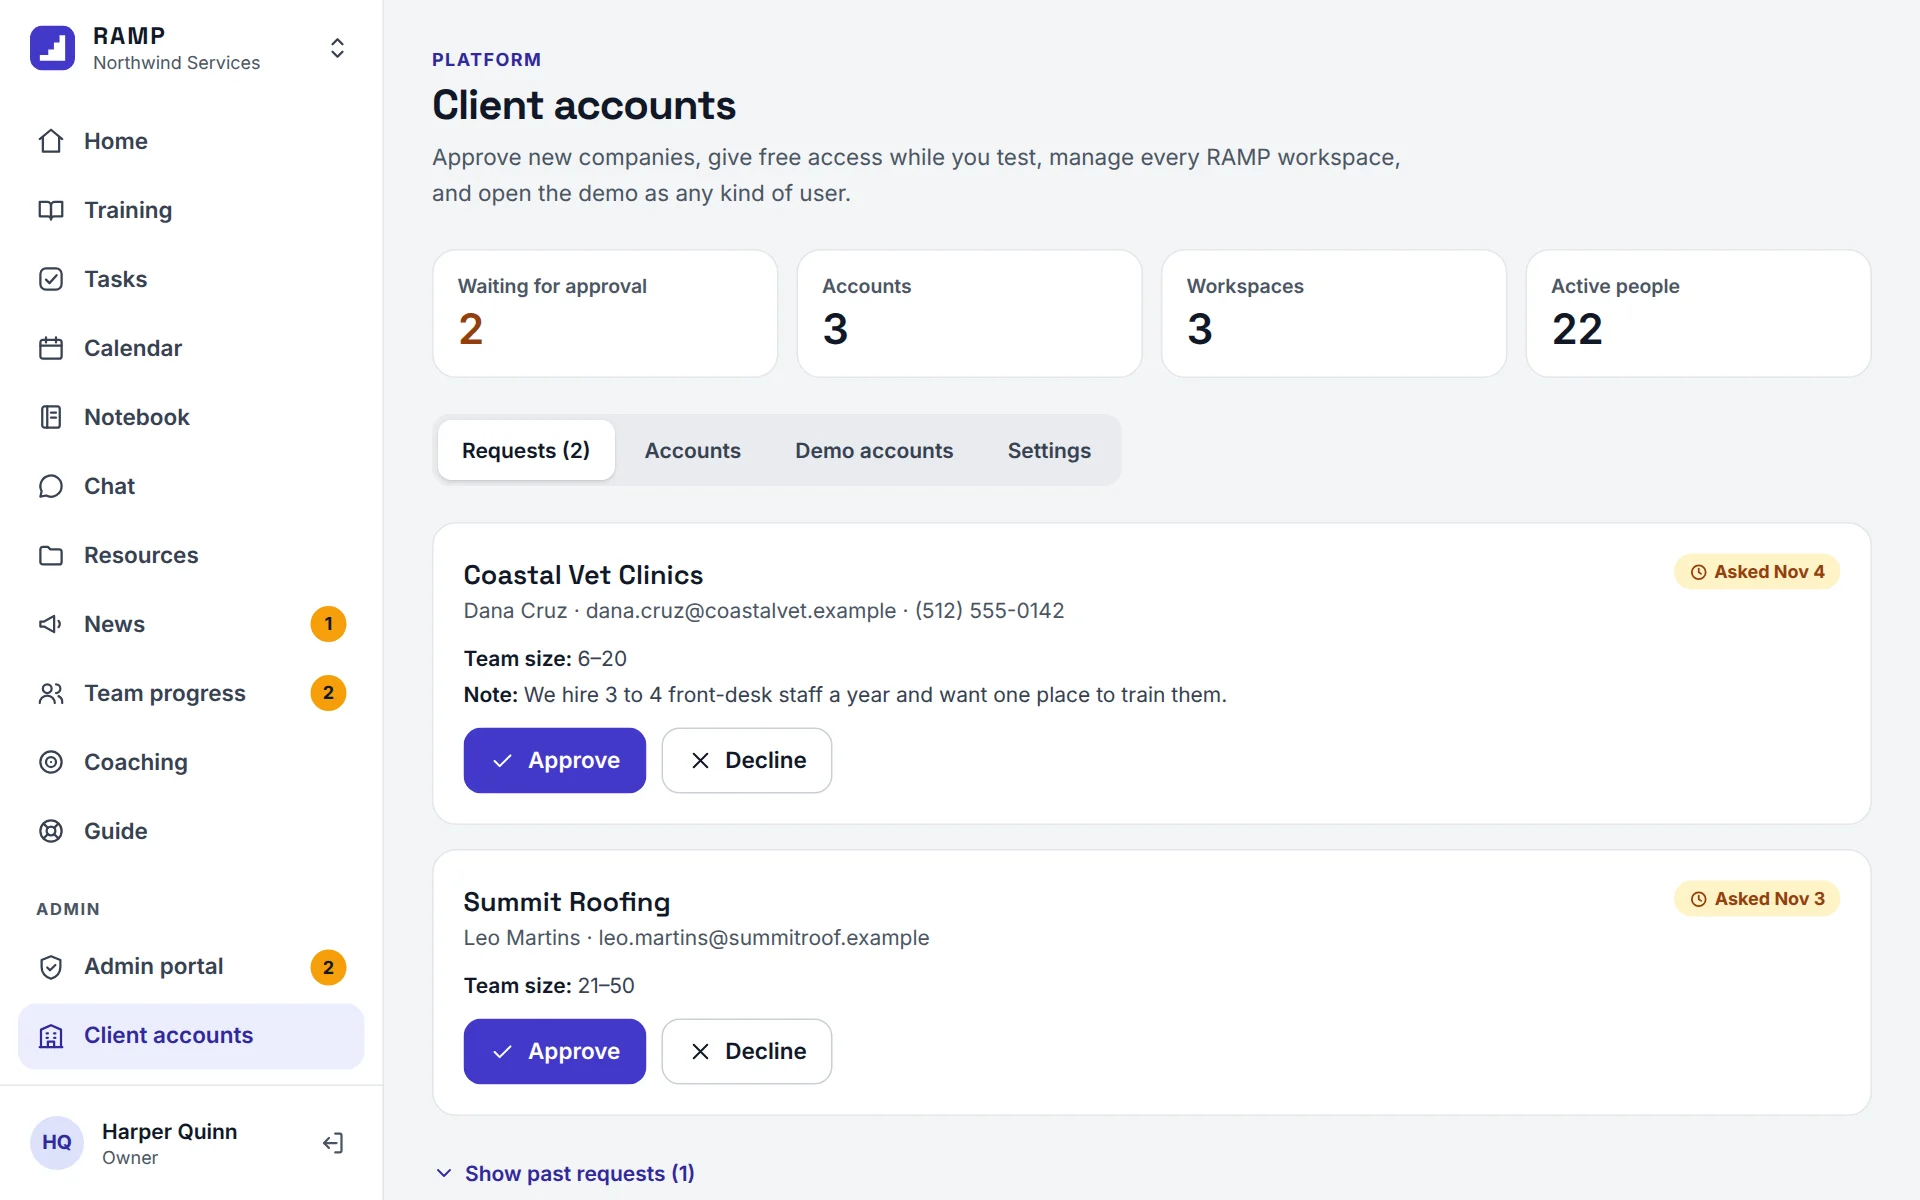 RAMP
Northwind Services
Home
Training
Tasks
Calendar
Notebook
Chat
Resources
News 1
Team progress 2
Coaching
Guide
ADMIN
Admin portal 2
Client accounts
HQ
Harper Quinn
Owner
PLATFORM
Client accounts
Approve new companies, give free access while you test, manage every RAMP workspace,
and open the demo as any kind of user.
Waiting for approval
2
Accounts
3
Workspaces
3
Active people
22
Requests (2) Accounts Demo accounts Settings
Coastal Vet Clinics
Asked Nov 4
Dana Cruz · dana.cruz@coastalvet.example · (512) 555-0142
Team size: 6–20
Note: We hire 3 to 4 front-desk staff a year and want one place to train them.
Approve Decline
Summit Roofing
Asked Nov 3
Leo Martins · leo.martins@summitroof.example
Team size: 21–50
Approve Decline
Show past requests (1)